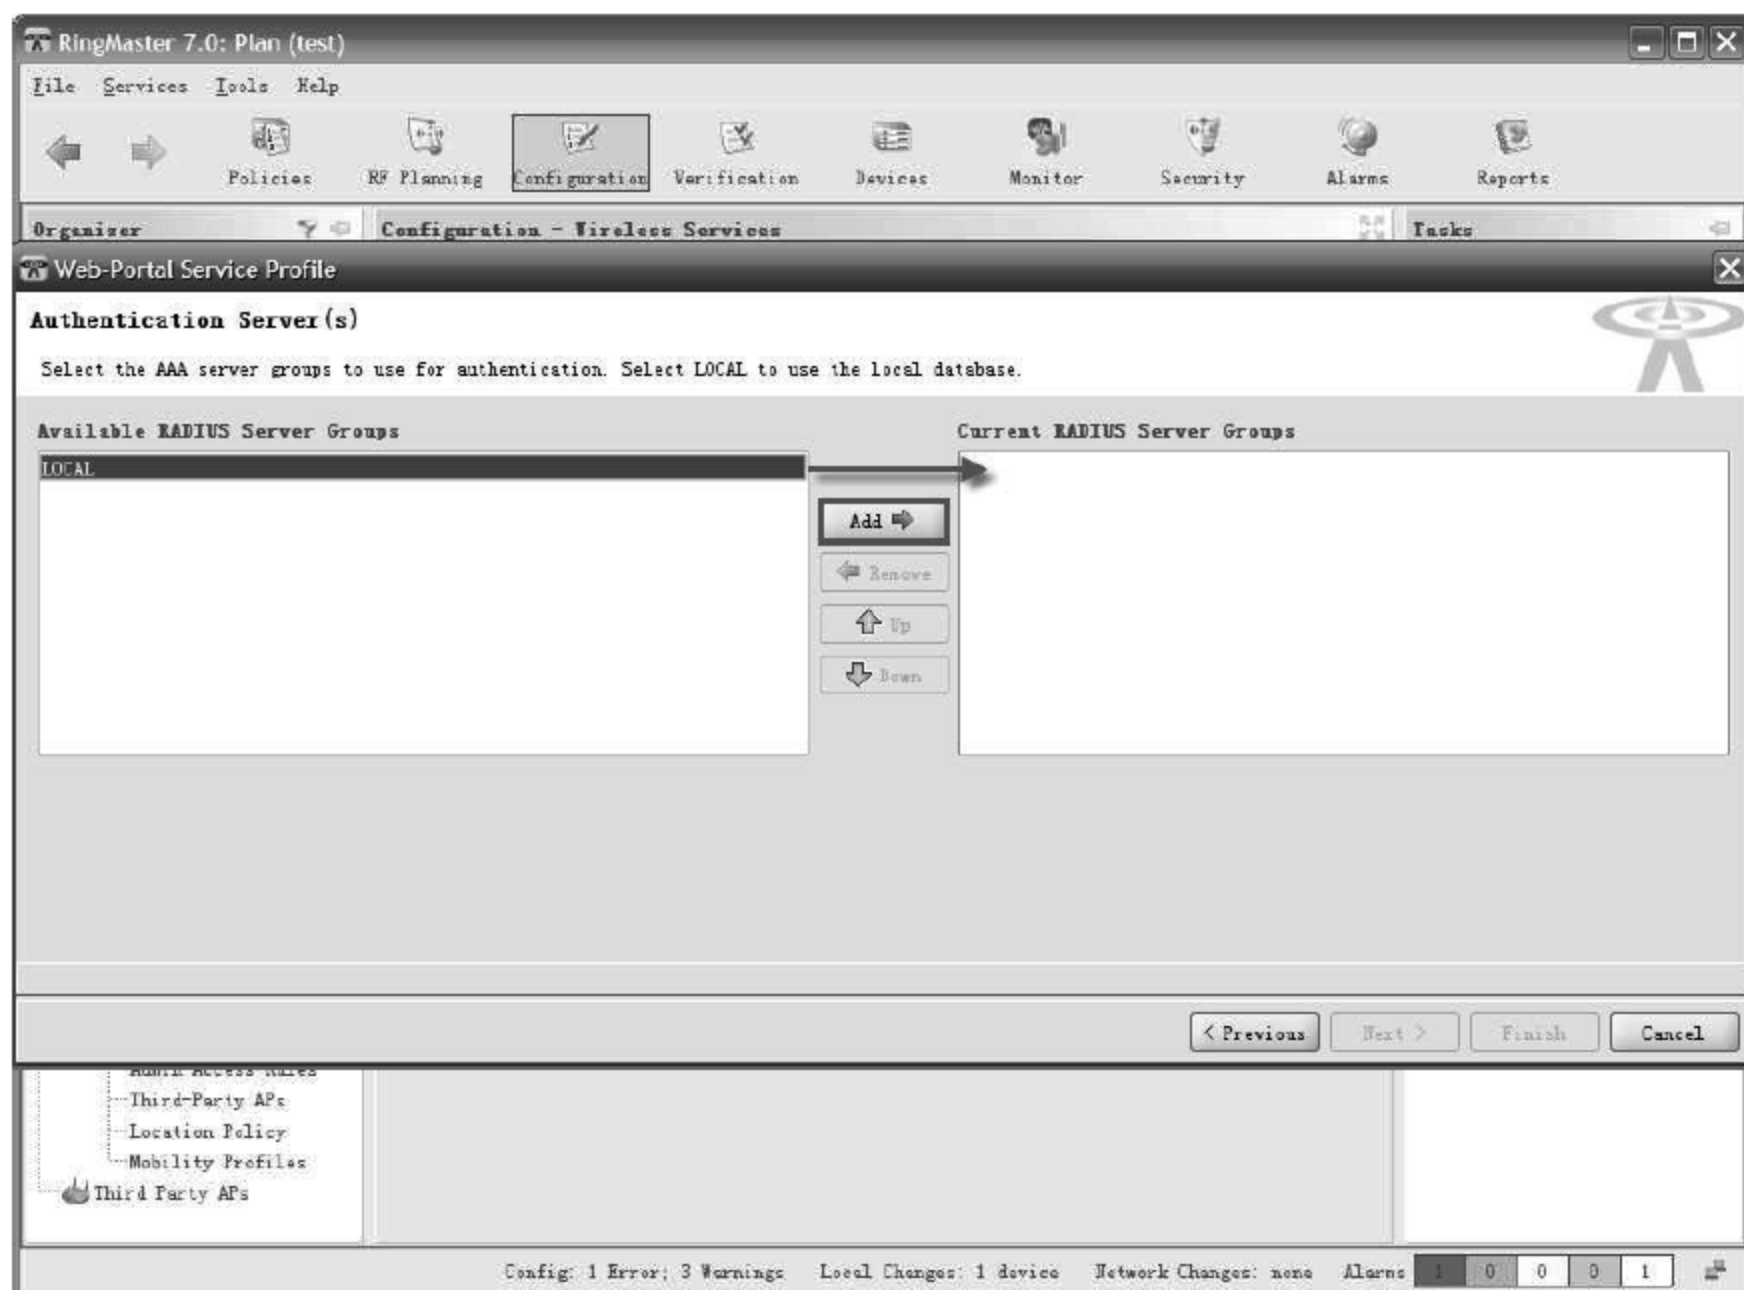 RingMaster 7.0: Plan (test)
File Services Tools Help
Policies RF Planning Configuration Verification Devices Monitor Security Alarms Reports
Organizer Configuration - Wireless Services Tasks
Web-Portal Service Profile
Authentication Server(s)
Select the AAA server groups to use for authentication. Select LOCAL to use the local database.
Available RADIUS Server Groups Current RADIUS Server Groups
LOCAL
Add
Remove
Up
Down
< Previous Next > Finish Cancel
Admin Access Rules
Third-Party APs
Location Policy
Mobility Profiles
Third Party APs
Config: 1 Error; 3 Warnings Local Changes: 1 device Network Changes: none Alarms 1 0 0 0 1